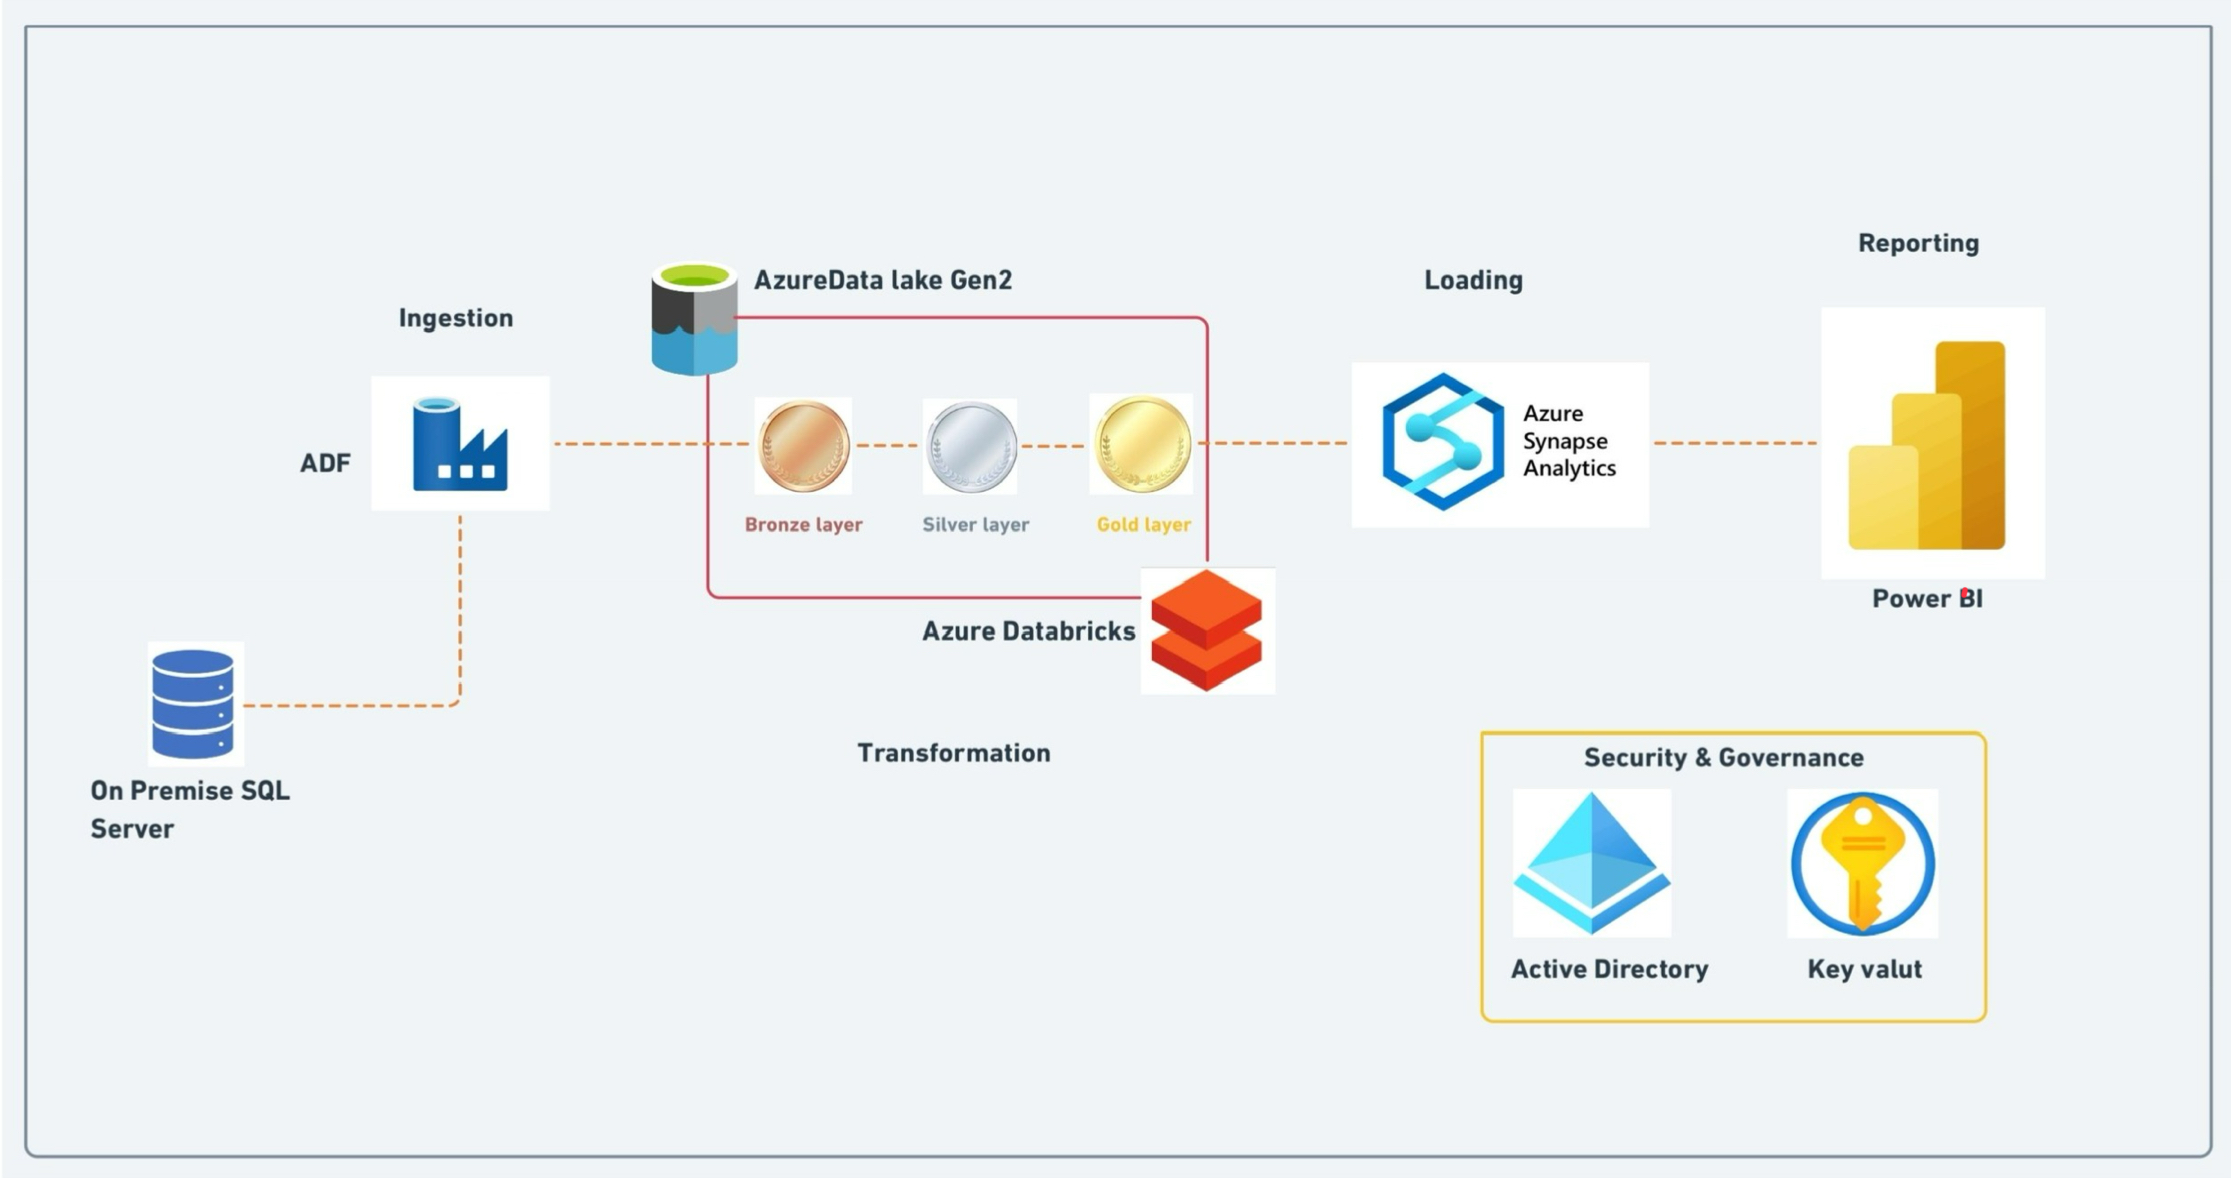 Reporting
AzureData lake Gen2
Loading
Ingestion
ADF
Azure
Synapse
Analytics
Bronze layer
Silver layer
Gold layer
Power BI
Azure Databricks
Transformation
On Premise SQL
Server
Security & Governance
Active Directory
Key valut